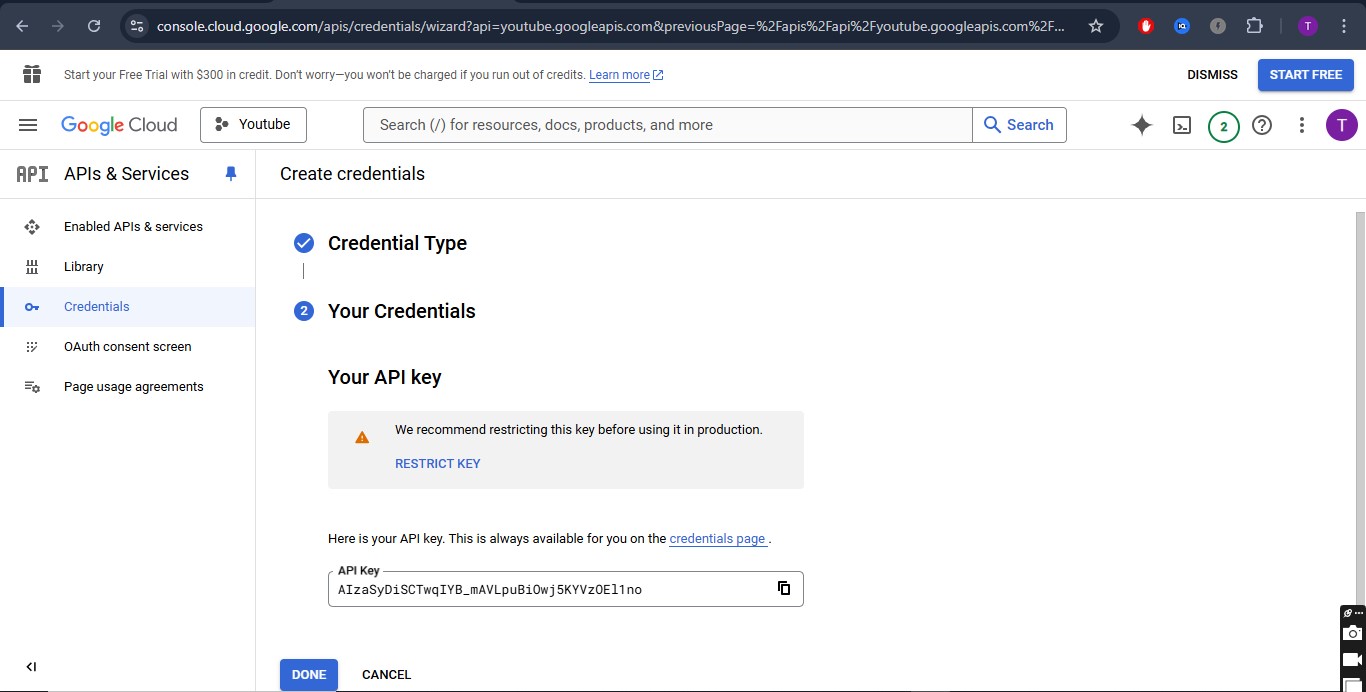 console.cloud.google.com/apis/credentials/wizard?api=youtube.googleapis.com&previousPage=%2Fapis%2Fapi%2Fyoutube.googleapis.com%2F...
T
Start your Free Trial with $300 in credit. Don't worry—you won't be charged if you run out of credits. Learn more
DISMISS
START FREE
Google Cloud
Youtube
Search (/) for resources, docs, products, and more
Search
2
T
API APIs & Services
Create credentials
Enabled APIs & services
Library
Credentials
OAuth consent screen
Page usage agreements
Credential Type
2 Your Credentials
Your API key
We recommend restricting this key before using it in production.
RESTRICT KEY
Here is your API key. This is always available for you on the credentials page .
API Key
AIzaSyDiSCTwqIYB_mAVLpuBiOwj5KYVzOEl1no
DONE
CANCEL